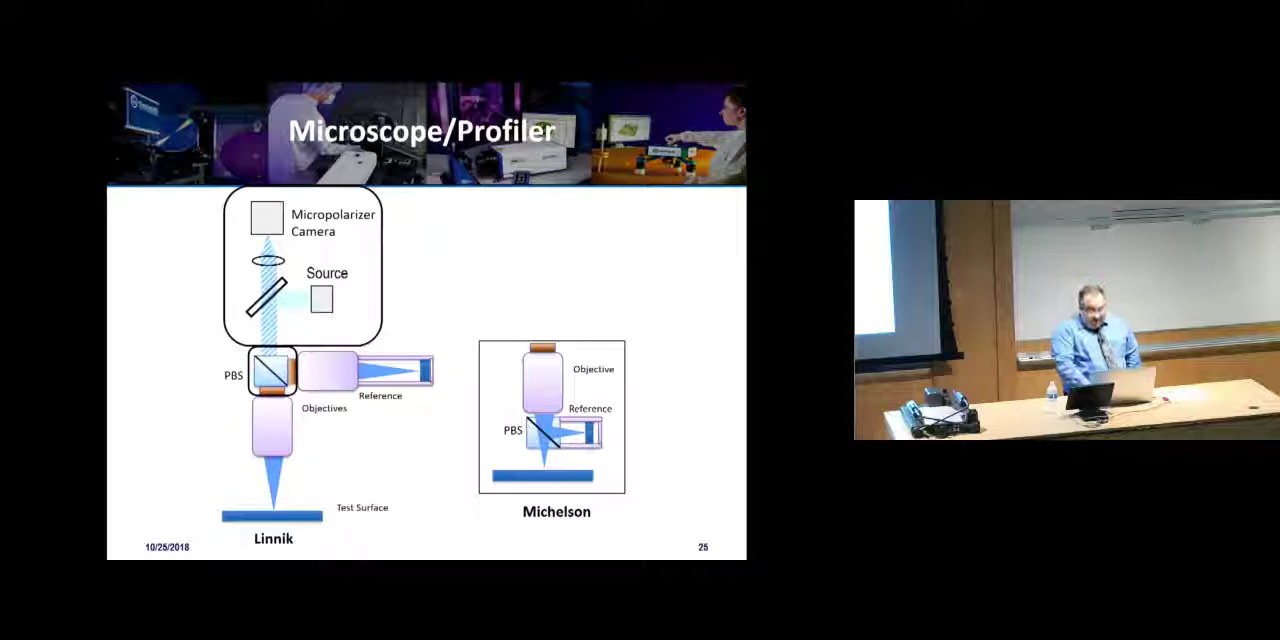 Microscope/Profiler
Micropolarizer
Camera
Source
PBS
Reference
Objectives
Test Surface
Linnik
Objective
Reference
PBS
Michelson
10/25/2018
25